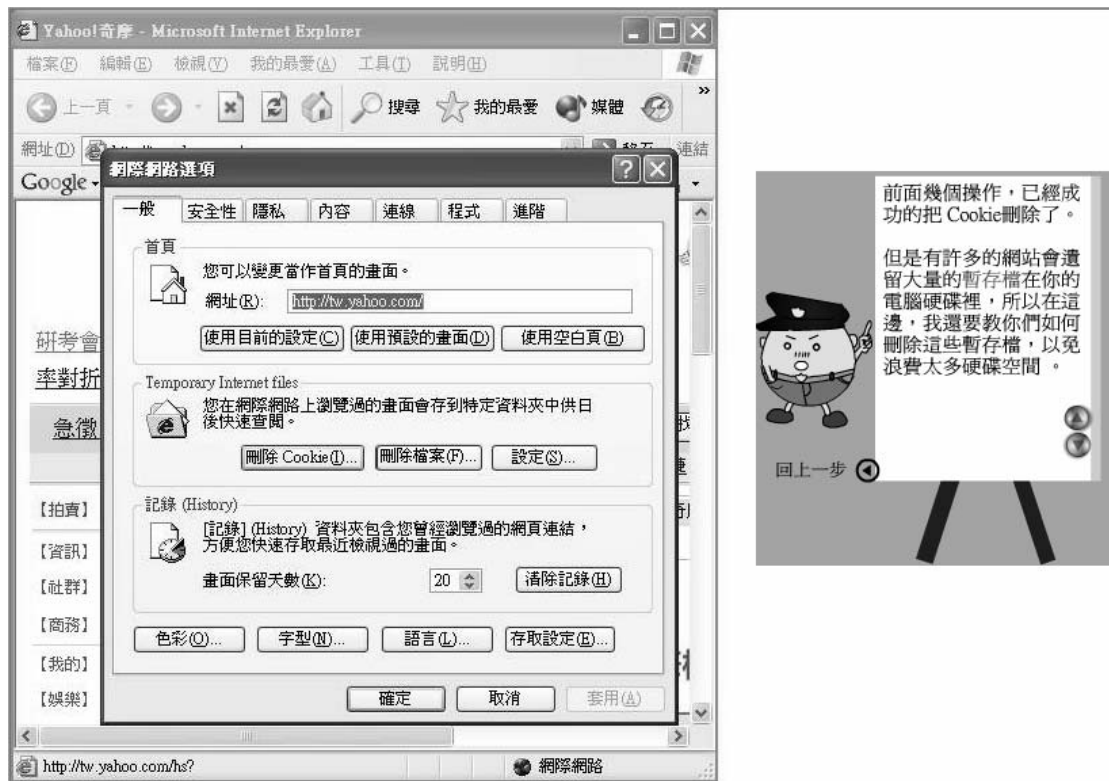 Yahoo!奇摩 - Microsoft Internet Explorer
檔案(F) 編輯(E) 檢視(V) 我的最愛(A) 工具(T) 說明(H)
上一頁 搜尋 我的最愛 媒體 »
網址(D) 連結
Google
網際網路選項
一般 安全性 隱私 內容 連線 程式 進階
首頁
您可以變更當作首頁的畫面。
網址(R): http://tw.yahoo.com/
使用目前的設定(C) 使用預設的畫面(D) 使用空白頁(B)
Temporary Internet files
您在網際網路上瀏覽過的畫面會存到特定資料夾中供日
後快速查閱。
刪除 Cookie(I)... 刪除檔案(F)... 設定(S)...
記錄 (History)
[記錄] (History) 資料夾包含您曾經瀏覽過的網頁連結，
方便您快速存取最近檢視過的畫面。
畫面保留天數(K): 20 清除記錄(H)
色彩(O)... 字型(N)... 語言(L)... 存取設定(E)...
確定 取消 套用(A)
研考會
率對折
急徵
【拍賣】
【資訊】
【社群】
【商務】
【我的】
【娛樂】
http://tw.yahoo.com/hs? 網際網路
前面幾個操作，已經成
功的把 Cookie刪除了。
但是有許多的網站會遺
留大量的暫存檔在你的
電腦硬碟裡，所以在這
邊，我還要教你們如何
刪除這些暫存檔，以免
浪費太多硬碟空間 。
回上一步